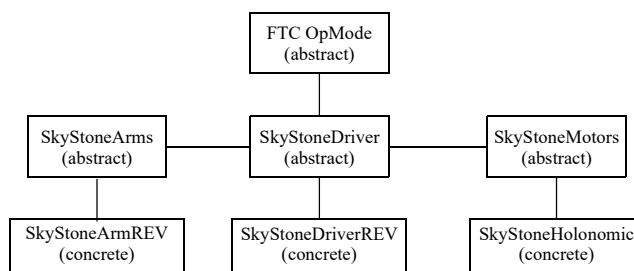 FTC OpMode
(abstract)
SkyStoneArms
(abstract)
SkyStoneDriver
(abstract)
SkyStoneMotors
(abstract)
SkyStoneArmREV
(concrete)
SkyStoneDriverREV
(concrete)
SkyStoneHolonomic
(concrete)